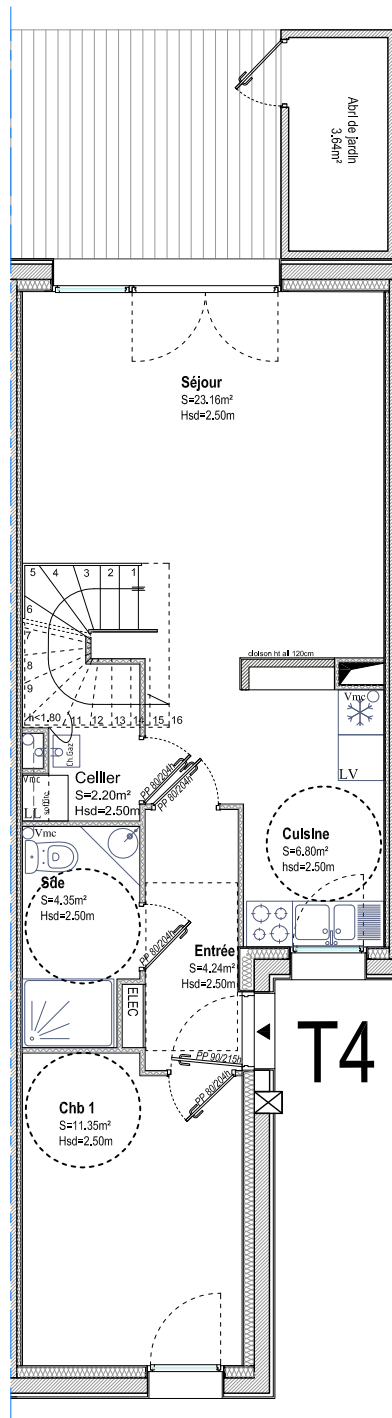 Abri de jardin
3.64m²
Séjour
S=23.16m²
Hsd=2.50m
5 4 3 2 1
6
7
8
9
h<1.80
11 12 13 14 15 16
cloison ht all 120cm
Vmc
LV
Ch.Gaz
Cellier
S=2.20m²
Hsd=2.50m
Vmc
LL
PP 80/204h
PP 80/204h
Cuisine
S=6.80m²
hsd=2.50m
Vmc
Sde
S=4.35m²
Hsd=2.50m
PP 80/204h
Entrée
S=4.24m²
Hsd=2.50m
ELEC
T4
PP 90/215h
PP 80/204h
Chb 1
S=11.35m²
Hsd=2.50m